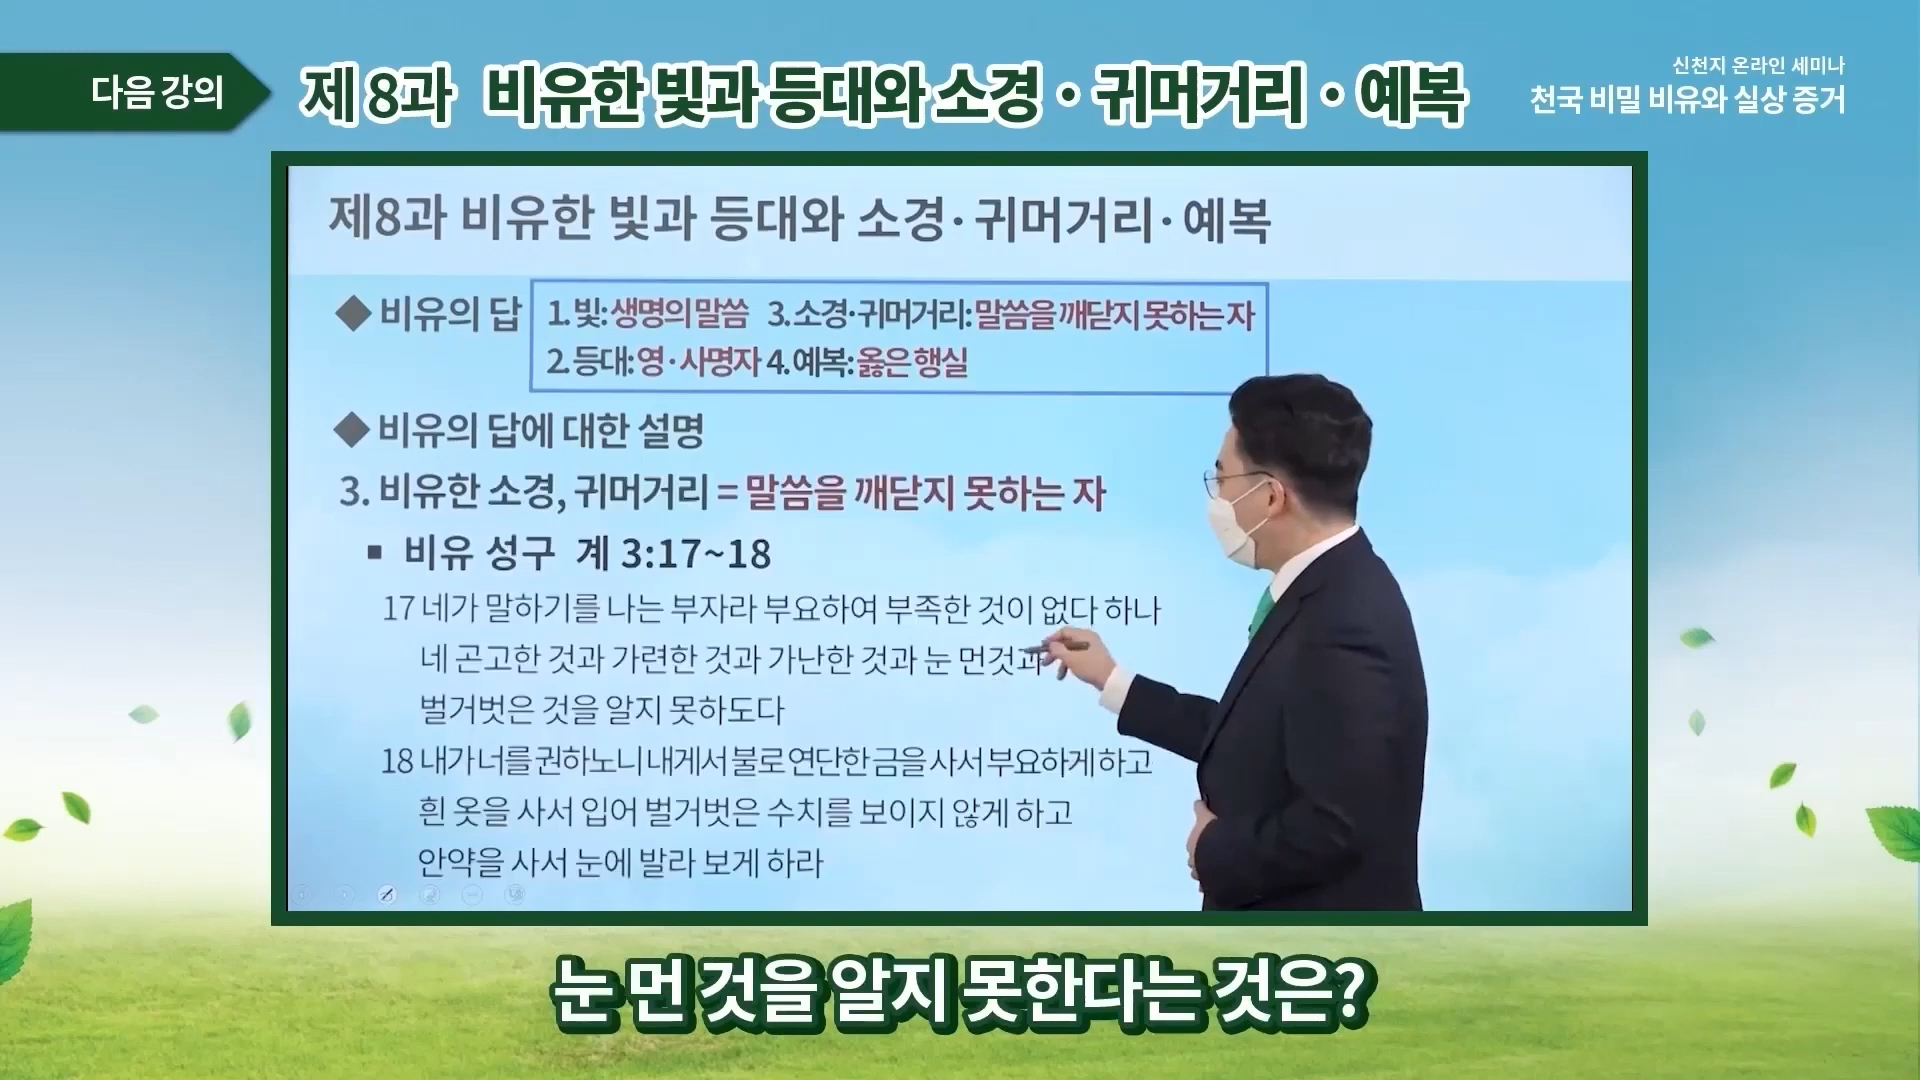 다음 강의
제 8과 비유한 빛과 등대와 소경・귀머거리・예복
신천지 온라인 세미나
천국 비밀 비유와 실상 증거
제8과 비유한 빛과 등대와 소경·귀머거리·예복
◆ 비유의 답
1. 빛: 생명의 말씀 3. 소경·귀머거리: 말씀을 깨닫지 못하는 자
2. 등대: 영·사명자 4. 예복: 옳은 행실
◆ 비유의 답에 대한 설명
3. 비유한 소경, 귀머거리 = 말씀을 깨닫지 못하는 자
▪ 비유 성구 계 3:17~18
17 네가 말하기를 나는 부자라 부요하여 부족한 것이 없다 하나
네 곤고한 것과 가련한 것과 가난한 것과 눈 먼것과
벌거벗은 것을 알지 못하도다
18 내가 너를 권하노니 내게서 불로 연단한 금을 사서 부요하게 하고
흰 옷을 사서 입어 벌거벗은 수치를 보이지 않게 하고
안약을 사서 눈에 발라 보게 하라
눈 먼 것을 알지 못한다는 것은?